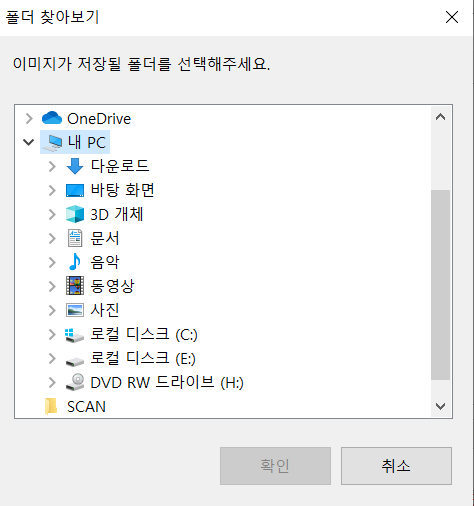 폴더 찾아보기
이미지가 저장될 폴더를 선택해주세요.
OneDrive
내 PC
다운로드
바탕 화면
3D 개체
문서
음악
동영상
사진
로컬 디스크 (C:)
로컬 디스크 (E:)
DVD RW 드라이브 (H:)
SCAN
확인
취소